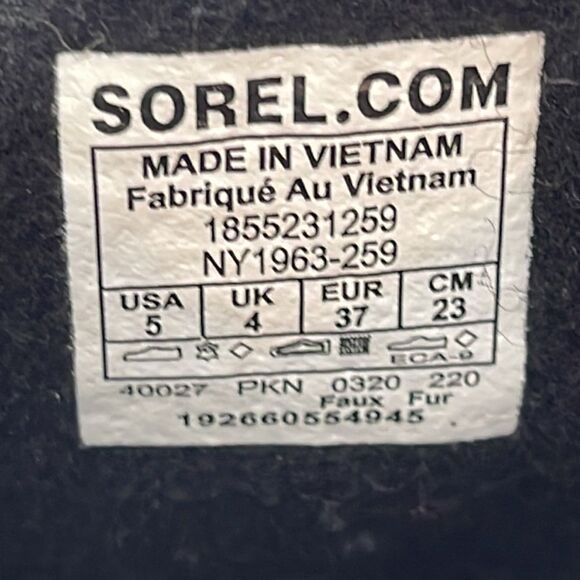 SOREL.COM
MADE IN VIETNAM
Fabriqué Au Vietnam
1855231259
NY1963-259
USA UK EUR CM
5 4 37 23
ECA-9
40027 PKN 0320 220
Faux Fur
192660554945